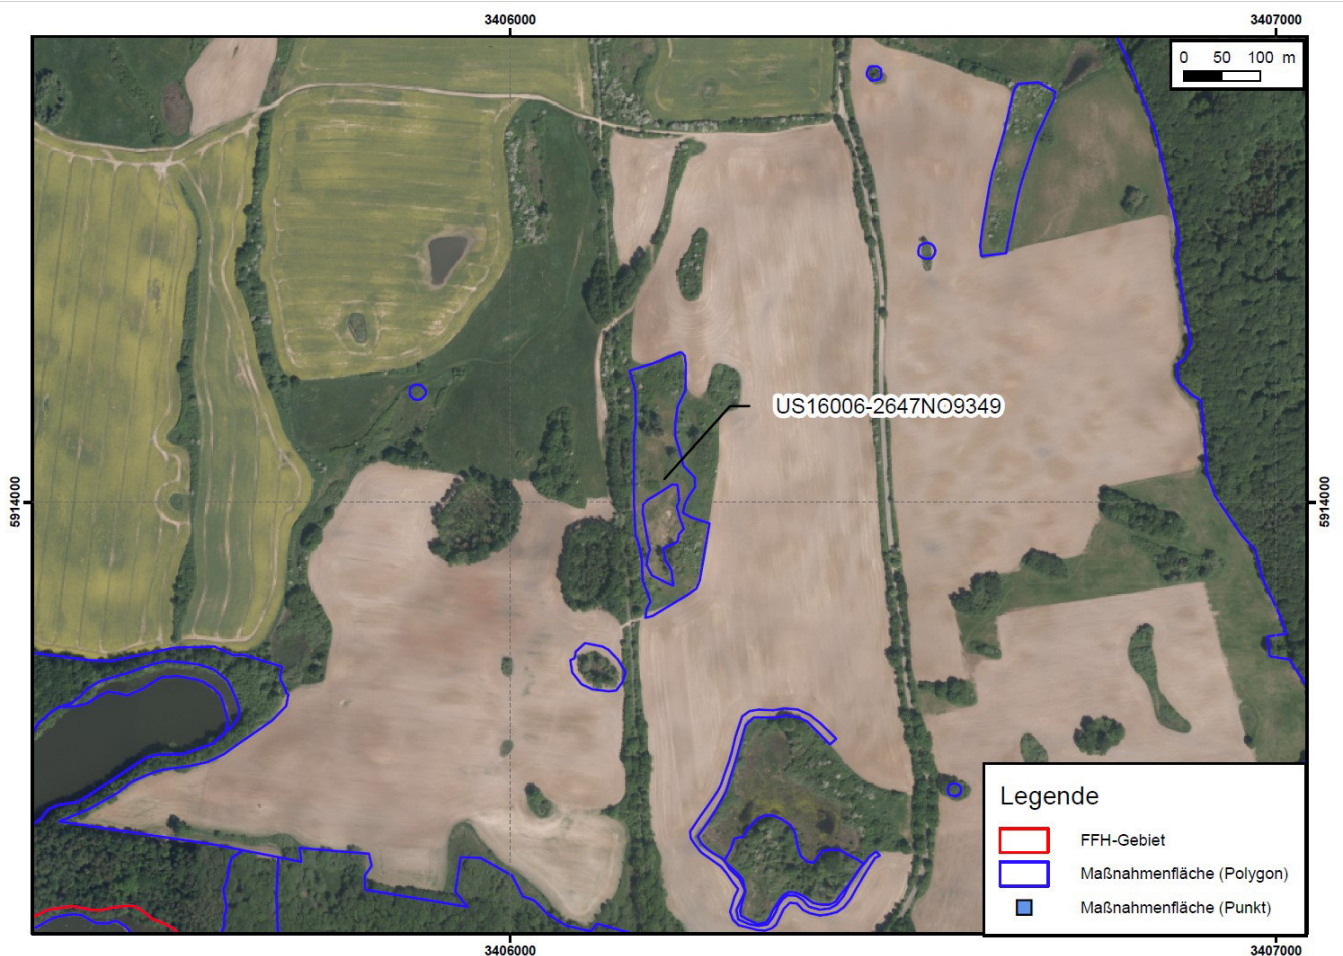 3406000 3407000
0 50 100 m
US16006-2647NO9349
5914000 5914000
Legende
FFH-Gebiet
Maßnahmenfläche (Polygon)
Maßnahmenfläche (Punkt)
3406000 3407000